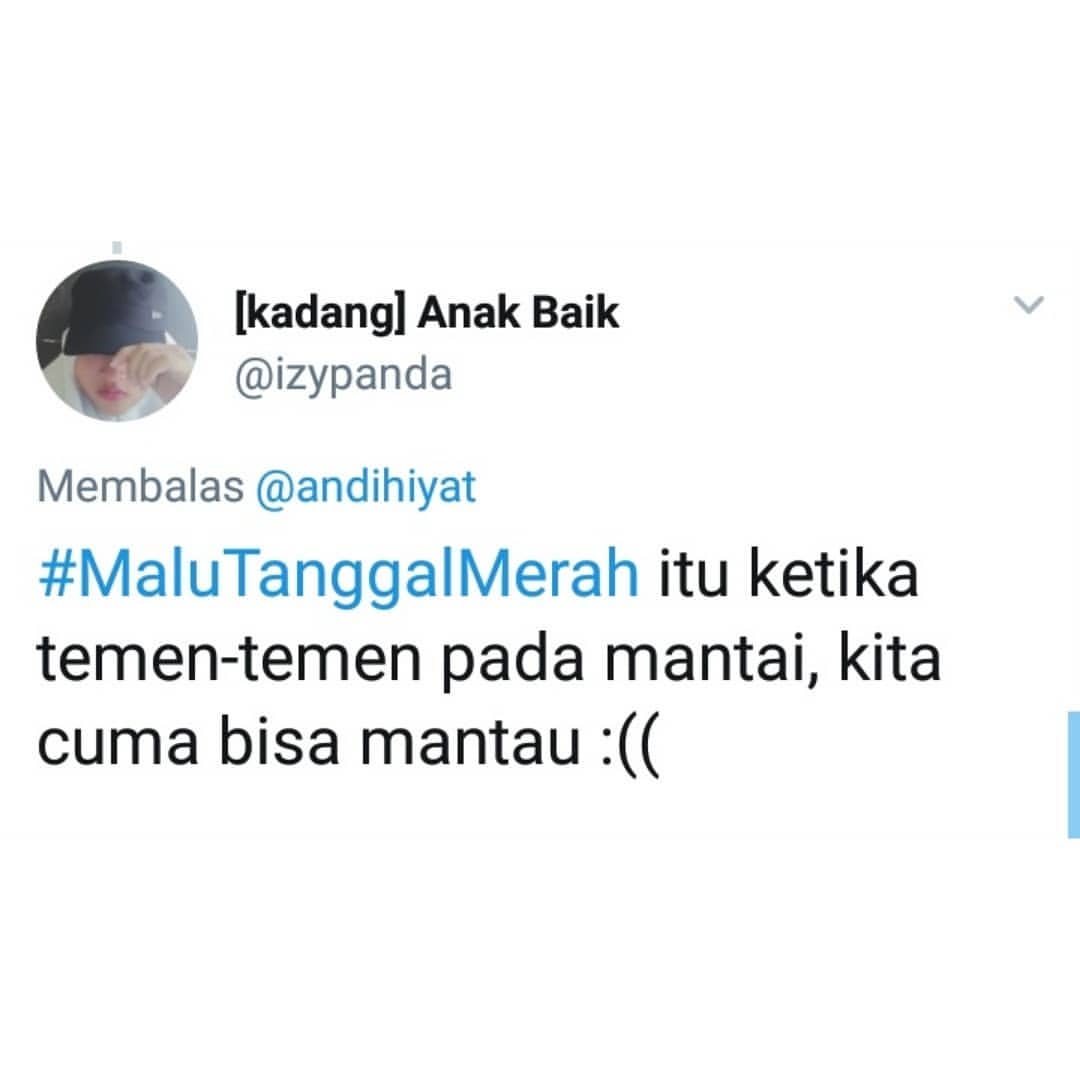 [kadang] Anak Baik
@izypanda
Membalas @andihiyat
#MaluTanggalMerah itu ketika
temen-temen pada mantai, kita
cuma bisa mantau :((